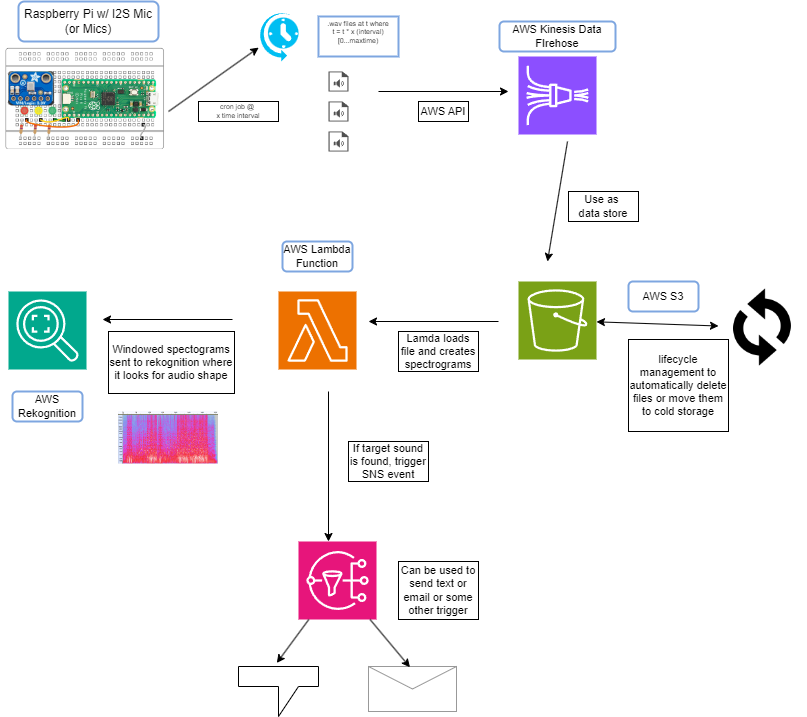 Raspberry Pi w/ I2S Mic
(or Mics)
.wav files at t where
t = t * x (interval)
[0...maxtime)
AWS Kinesis Data
FIrehose
cron job @
x time interval
AWS API
Use as
data store
AWS Lambda
Function
AWS S3
Lamda loads
file and creates
spectrograms
Windowed spectrograms
sent to rekognition where
it looks for audio shape
lifecycle
management to
automatically delete
files or move them
to cold storage
AWS
Rekognition
If target sound
is found, trigger
SNS event
Can be used to
send text or
email or some
other trigger